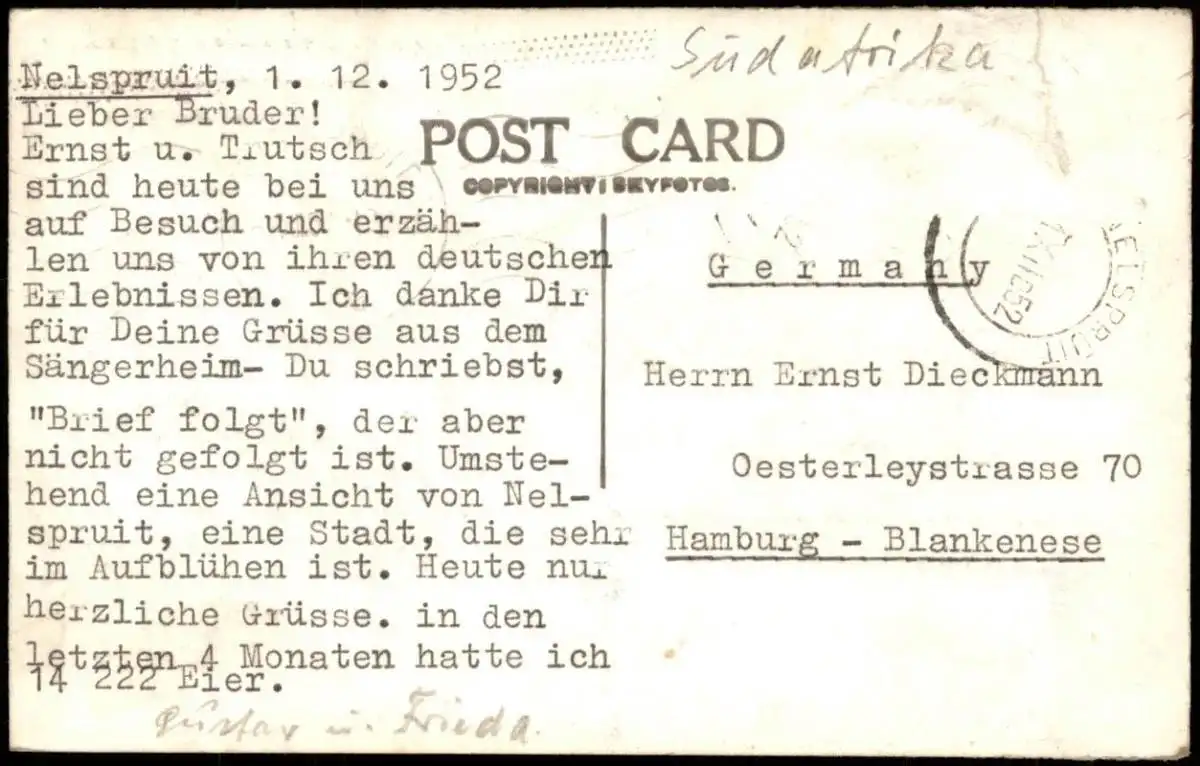 Südafrika
Nelspruit, 1. 12. 1952
Lieber Bruder!
Ernst u. Trutsch
sind heute bei uns
auf Besuch und erzäh-
len uns von ihren deutschen
Erlebnissen. Ich danke Dir
für Deine Grüsse aus dem
Sängerheim- Du schriebst,
"Brief folgt", der aber
nicht gefolgt ist. Umste-
hend eine Ansicht von Nel-
spruit, eine Stadt, die sehr
im Aufblühen ist. Heute nur
herzliche Grüsse. in den
letzten 4 Monaten hatte ich
14 222 Eier.
Gustav u. Frieda.
POST CARD
COPYRIGHT: SKYFOTOS.
Germany
Herrn Ernst Dieckmann
Oesterleystrasse 70
Hamburg - Blankenese
NELSPRUIT